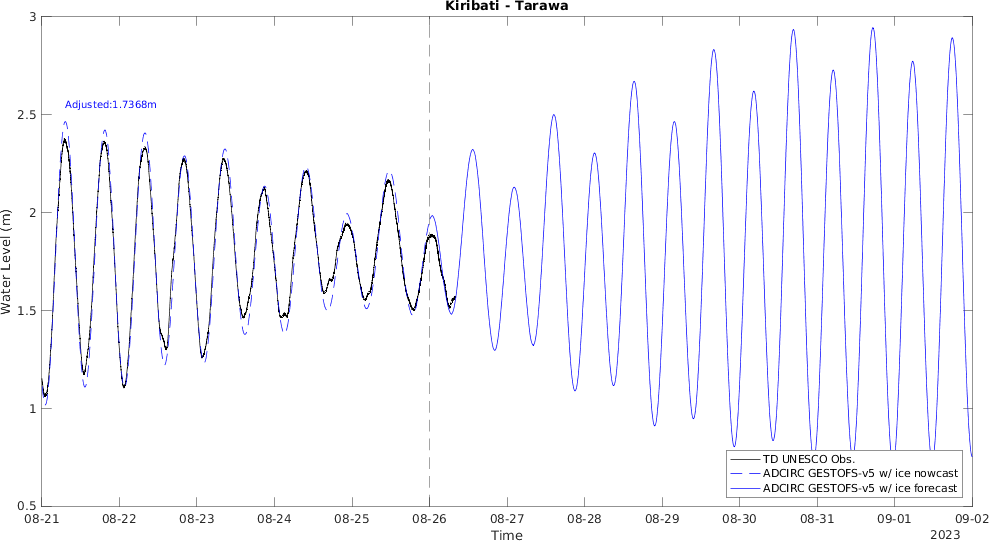 Kiribati - Tarawa
Water Level (m)
3
2.5
2
1.5
1
0.5
Adjusted:1.7368m
TD UNESCO Obs.
ADCIRC GESTOFS-v5 w/ ice nowcast
ADCIRC GESTOFS-v5 w/ ice forecast
08-21 08-22 08-23 08-24 08-25 08-26 08-27 08-28 08-29 08-30 08-31 09-01 09-02
Time
2023